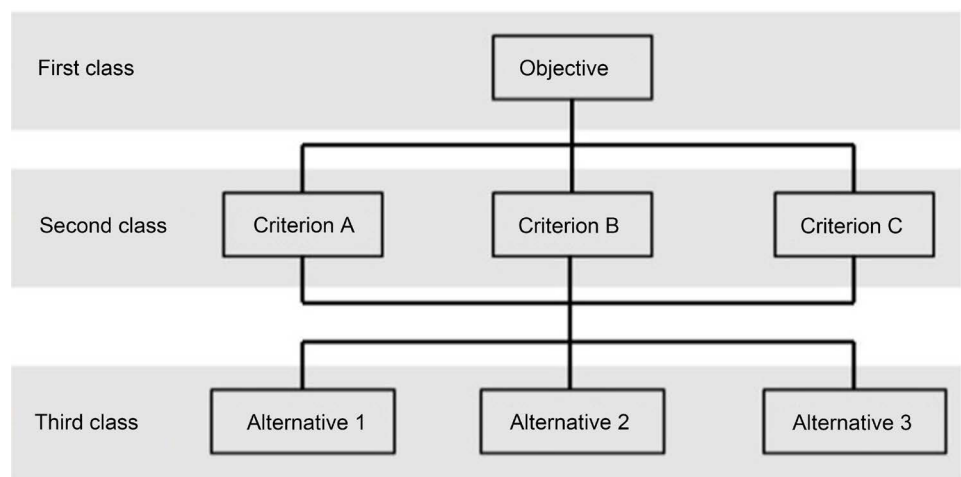 First class
Objective
Second class
Criterion A
Criterion B
Criterion C
Third class
Alternative 1
Alternative 2
Alternative 3